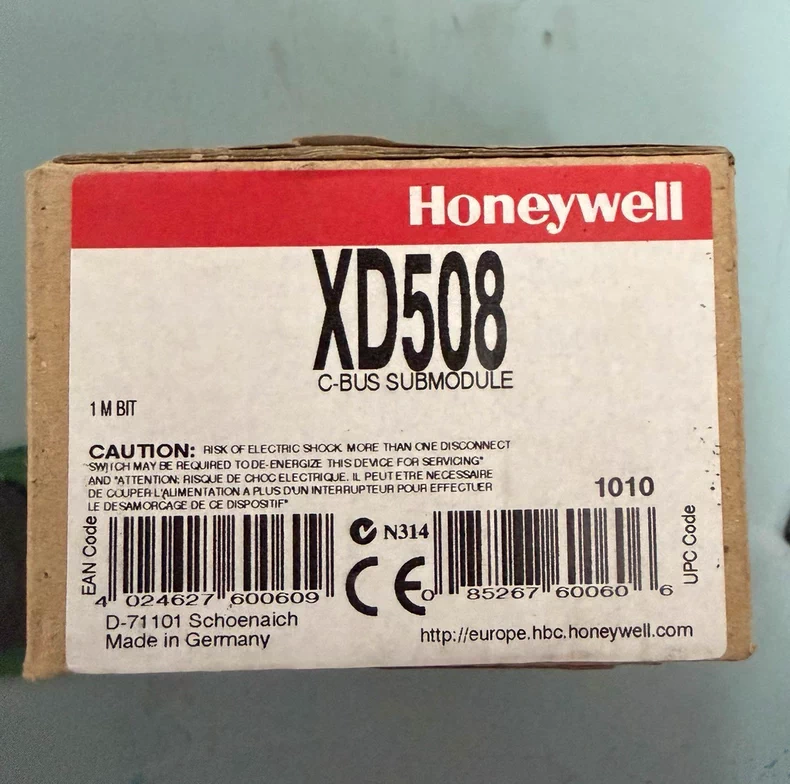 Honeywell
XD508
C-BUS SUBMODULE
1 M BIT
CAUTION: RISK OF ELECTRIC SHOCK MORE THAN ONE DISCONNECT
"SWITCH MAY BE REQUIRED TO DE-ENERGIZE THIS DEVICE FOR SERVICING"
AND "ATTENTION: RISQUE DE CHOC ELECTRIQUE. IL PEUT ETRE NECESSAIRE
DE COUPER L'ALIMENTATION A PLUS D'UN INTERRUPTEUR POUR EFFECTUER
LE DESAMORCAGE DE CE DISPOSITIF"
1010
EAN Code
4 024627 600609
N314
CE
0 85267 60060 6
UPC Code
D-71101 Schoenaich
Made in Germany
http://europe.hbc.honeywell.com